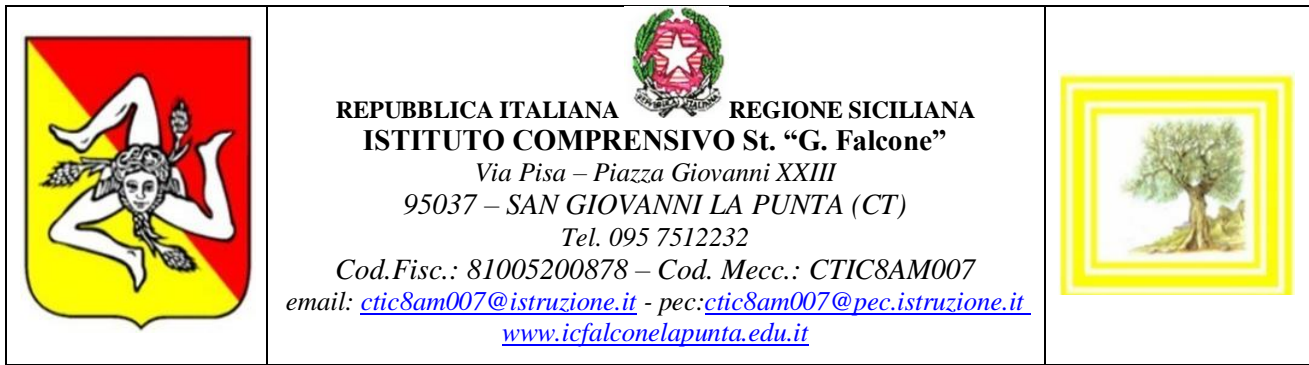 REPUBBLICA ITALIANA REGIONE SICILIANA
ISTITUTO COMPRENSIVO St. “G. Falcone”
Via Pisa – Piazza Giovanni XXIII
95037 – SAN GIOVANNI LA PUNTA (CT)
Tel. 095 7512232
Cod.Fisc.: 81005200878 – Cod. Mecc.: CTIC8AM007
email: ctic8am007@istruzione.it - pec:ctic8am007@pec.istruzione.it
www.icfalconelapunta.edu.it